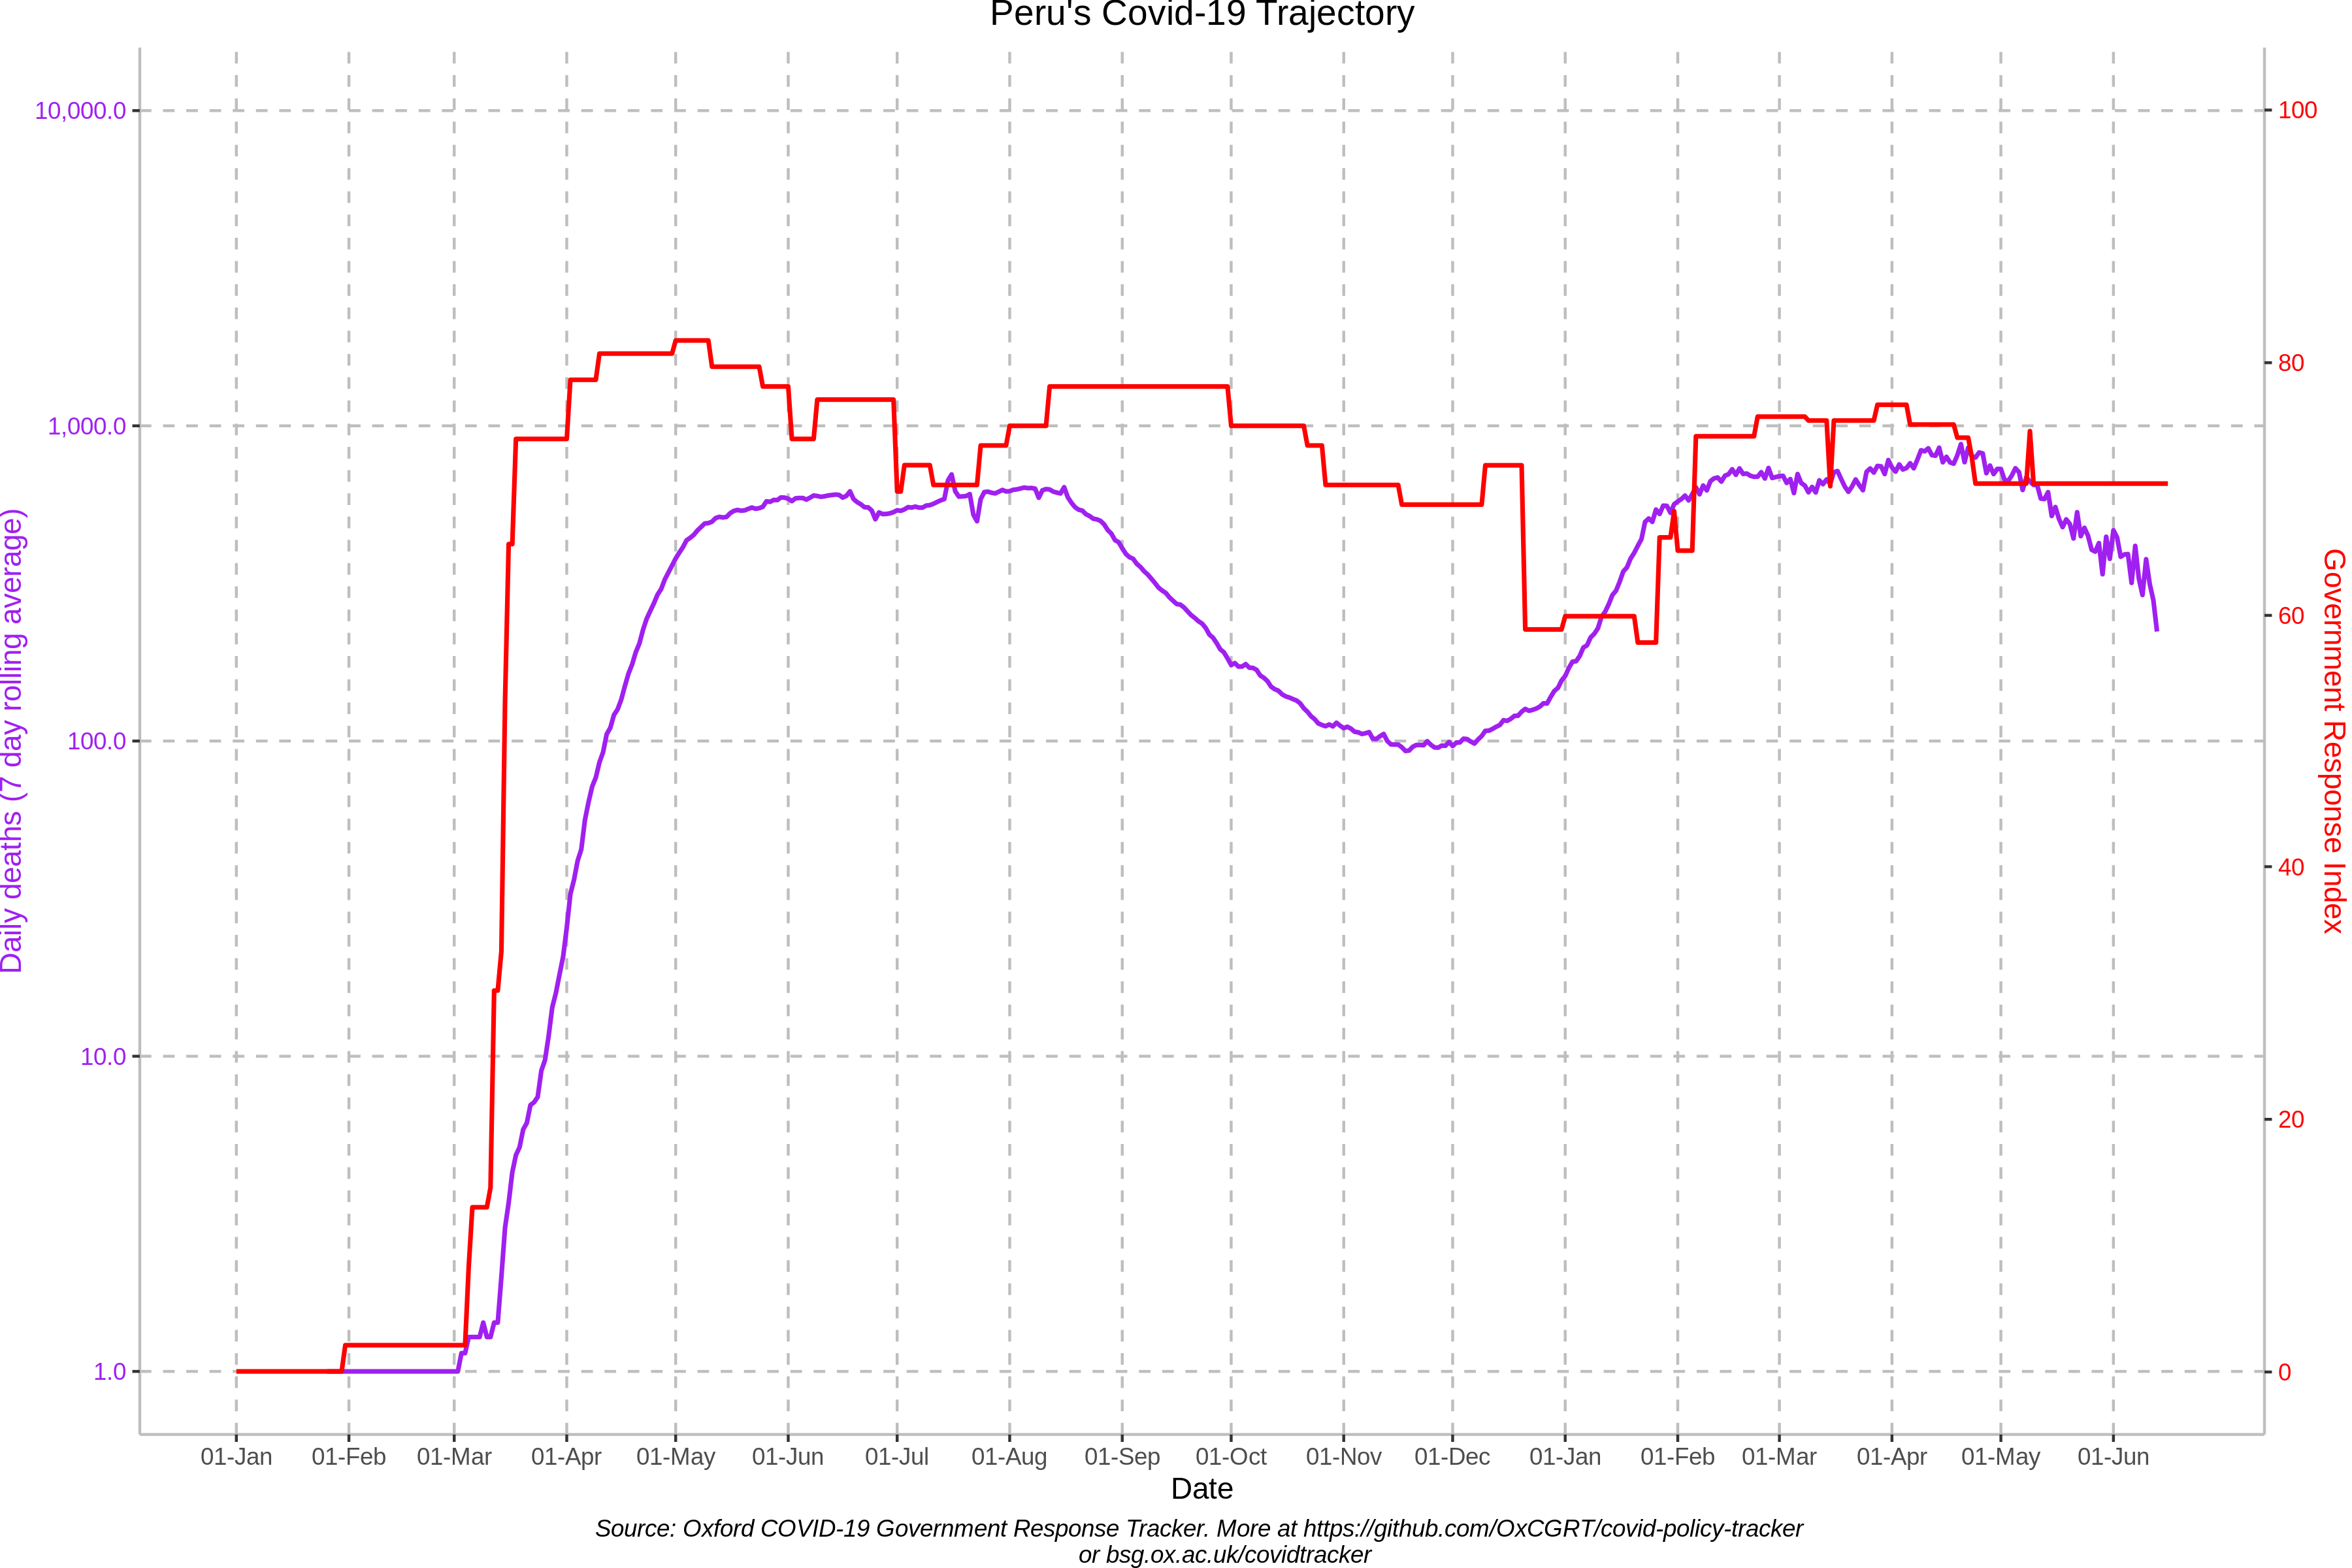 Peru's Covid-19 Trajectory
10,000.0
1,000.0
100.0
10.0
1.0
Daily deaths (7 day rolling average)
100
80
60
40
20
0
Government Response Index
01-Jan 01-Feb 01-Mar 01-Apr 01-May 01-Jun 01-Jul 01-Aug 01-Sep 01-Oct 01-Nov 01-Dec 01-Jan 01-Feb 01-Mar 01-Apr 01-May 01-Jun
Date
Source: Oxford COVID-19 Government Response Tracker. More at https://github.com/OxCGRT/covid-policy-tracker
or bsg.ox.ac.uk/covidtracker